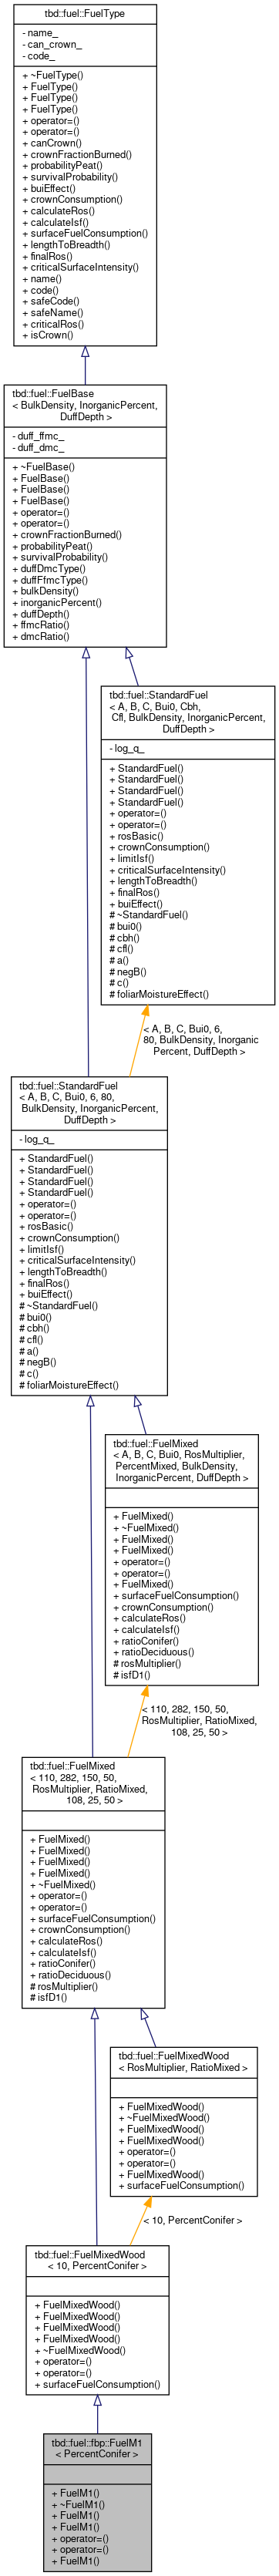 tbd::fuel::FuelType
- name_
- can_crown_
- code_
+ ~FuelType()
+ FuelType()
+ FuelType()
+ FuelType()
+ operator=()
+ operator=()
+ canCrown()
+ crownFractionBurned()
+ probabilityPeat()
+ survivalProbability()
+ buiEffect()
+ crownConsumption()
+ calculateRos()
+ calculateIsf()
+ surfaceFuelConsumption()
+ lengthToBreadth()
+ finalRos()
+ criticalSurfaceIntensity()
+ name()
+ code()
+ safeCode()
+ safeName()
+ criticalRos()
+ isCrown()
tbd::fuel::FuelBase
< BulkDensity, InorganicPercent,
DuffDepth >
- duff_ffmc_
- duff_dmc_
+ ~FuelBase()
+ FuelBase()
+ FuelBase()
+ FuelBase()
+ operator=()
+ operator=()
+ crownFractionBurned()
+ probabilityPeat()
+ survivalProbability()
+ duffDmcType()
+ duffFfmcType()
+ bulkDensity()
+ inorganicPercent()
+ duffDepth()
+ ffmcRatio()
+ dmcRatio()
tbd::fuel::StandardFuel
< A, B, C, Bui0, Cbh,
Cfl, BulkDensity, InorganicPercent,
DuffDepth >
- log_q_
+ StandardFuel()
+ StandardFuel()
+ StandardFuel()
+ StandardFuel()
+ operator=()
+ operator=()
+ rosBasic()
+ crownConsumption()
+ limitIsf()
+ criticalSurfaceIntensity()
+ lengthToBreadth()
+ finalRos()
+ buiEffect()
# ~StandardFuel()
# bui0()
# cbh()
# cfl()
# a()
# negB()
# c()
# foliarMoistureEffect()
< A, B, C, Bui0, 6,
80, BulkDensity, Inorganic
Percent, DuffDepth >
tbd::fuel::StandardFuel
< A, B, C, Bui0, 6, 80,
BulkDensity, InorganicPercent,
DuffDepth >
- log_q_
+ StandardFuel()
+ StandardFuel()
+ StandardFuel()
+ StandardFuel()
+ operator=()
+ operator=()
+ rosBasic()
+ crownConsumption()
+ limitIsf()
+ criticalSurfaceIntensity()
+ lengthToBreadth()
+ finalRos()
+ buiEffect()
# ~StandardFuel()
# bui0()
# cbh()
# cfl()
# a()
# negB()
# c()
# foliarMoistureEffect()
tbd::fuel::FuelMixed
< A, B, C, Bui0, RosMultiplier,
PercentMixed, BulkDensity,
InorganicPercent, DuffDepth >
+ FuelMixed()
+ ~FuelMixed()
+ FuelMixed()
+ FuelMixed()
+ operator=()
+ operator=()
+ FuelMixed()
+ surfaceFuelConsumption()
+ crownConsumption()
+ calculateRos()
+ calculateIsf()
+ ratioConifer()
+ ratioDeciduous()
# rosMultiplier()
# isfD1()
< 110, 282, 150, 50,
RosMultiplier, RatioMixed,
108, 25, 50 >
tbd::fuel::FuelMixed
< 110, 282, 150, 50,
RosMultiplier, RatioMixed,
108, 25, 50 >
+ FuelMixed()
+ FuelMixed()
+ FuelMixed()
+ FuelMixed()
+ ~FuelMixed()
+ operator=()
+ operator=()
+ surfaceFuelConsumption()
+ crownConsumption()
+ calculateRos()
+ calculateIsf()
+ ratioConifer()
+ ratioDeciduous()
# rosMultiplier()
# isfD1()
tbd::fuel::FuelMixedWood
< RosMultiplier, RatioMixed >
+ FuelMixedWood()
+ ~FuelMixedWood()
+ FuelMixedWood()
+ FuelMixedWood()
+ operator=()
+ operator=()
+ FuelMixedWood()
+ surfaceFuelConsumption()
< 10, PercentConifer >
tbd::fuel::FuelMixedWood
< 10, PercentConifer >
+ FuelMixedWood()
+ FuelMixedWood()
+ FuelMixedWood()
+ FuelMixedWood()
+ ~FuelMixedWood()
+ operator=()
+ operator=()
+ surfaceFuelConsumption()
tbd::fuel::fbp::FuelM1
< PercentConifer >
+ FuelM1()
+ ~FuelM1()
+ FuelM1()
+ FuelM1()
+ operator=()
+ operator=()
+ FuelM1()